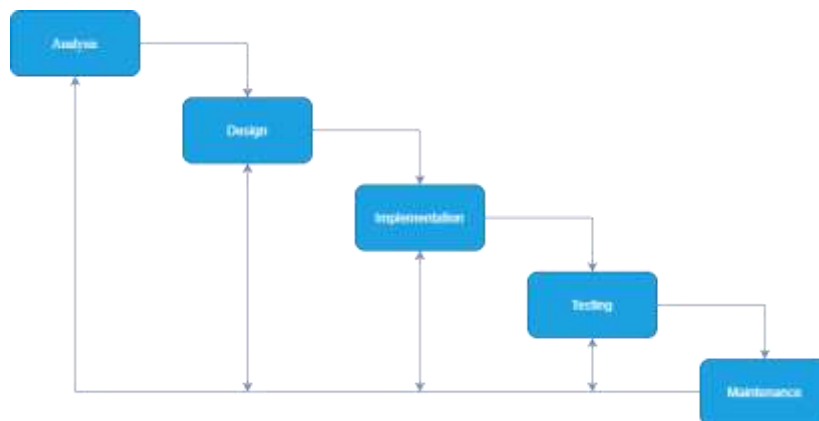 Analysis
Design
Implementation
Testing
Maintenance